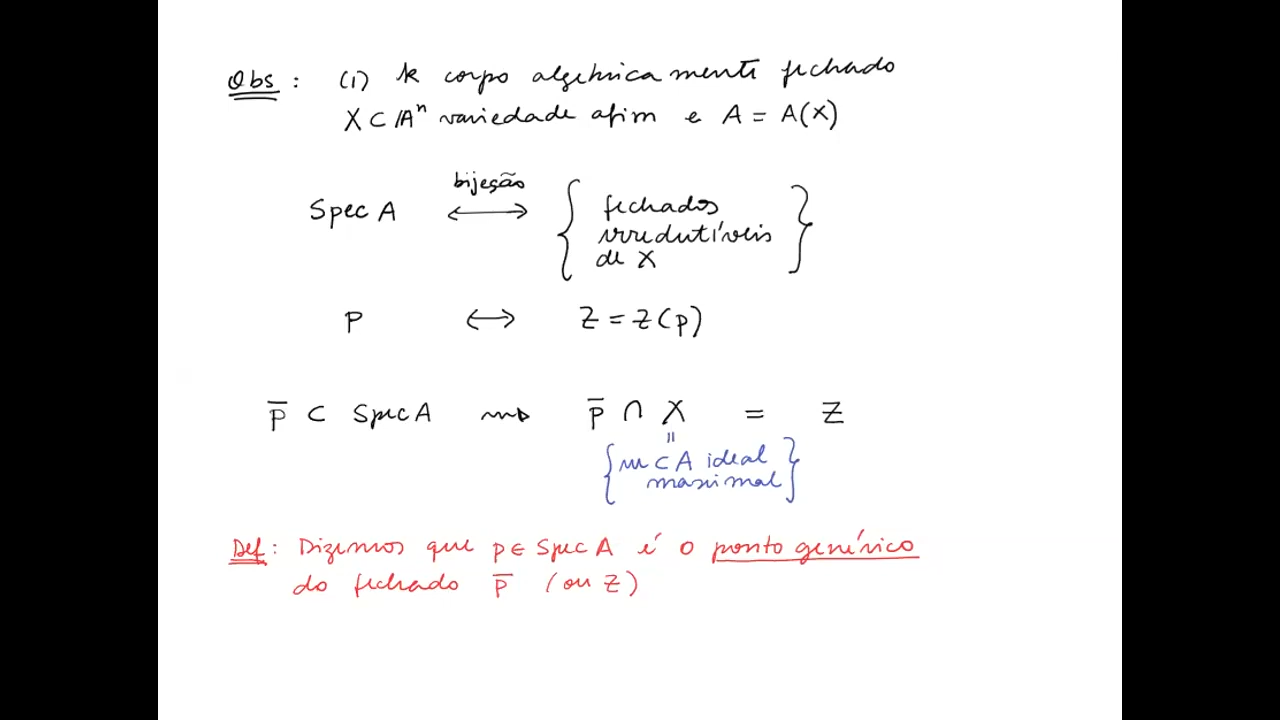 Obs : (1) k corpo algebricamente fechado
X ⊂ 𝔸ⁿ variedade afim e A = A(X)
bijeção
Spec A ⟷ { fechados
irredutíveis
de X }
p ⟷ Z = Z(p)
p̄ ⊂ Spec A ⇝ p̄ ∩ X = Z
"
{ m ⊂ A ideal
maximal }
Def : Dizemos que p ∈ Spec A é o ponto genérico
do fechado p̄ (ou Z)